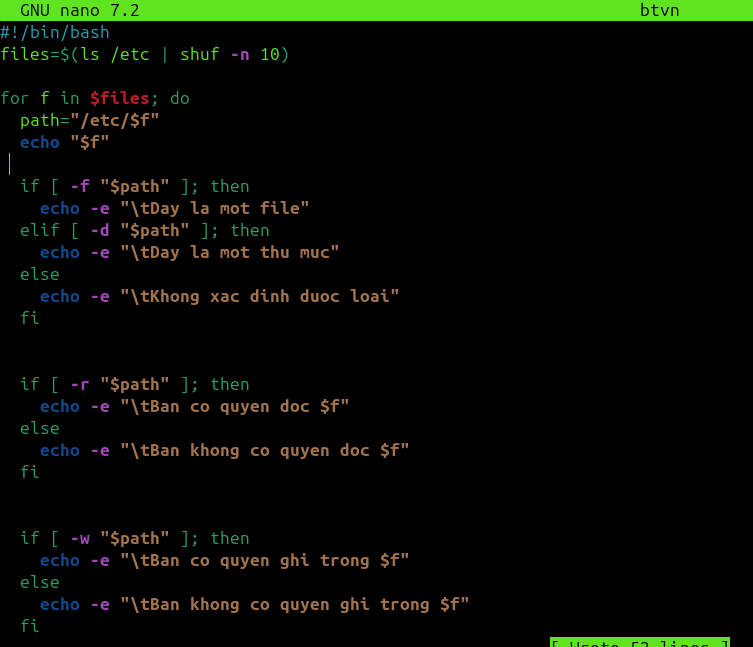 GNU nano 7.2 btvn
#!/bin/bash
files=$(ls /etc | shuf -n 10)
for f in $files; do
path="/etc/$f"
echo "$f"
if [ -f "$path" ]; then
echo -e "\tDay la mot file"
elif [ -d "$path" ]; then
echo -e "\tDay la mot thu muc"
else
echo -e "\tKhong xac dinh duoc loai"
fi
if [ -r "$path" ]; then
echo -e "\tBan co quyen doc $f"
else
echo -e "\tBan khong co quyen doc $f"
fi
if [ -w "$path" ]; then
echo -e "\tBan co quyen ghi trong $f"
else
echo -e "\tBan khong co quyen ghi trong $f"
fi
[ Wrote 52 lines ]